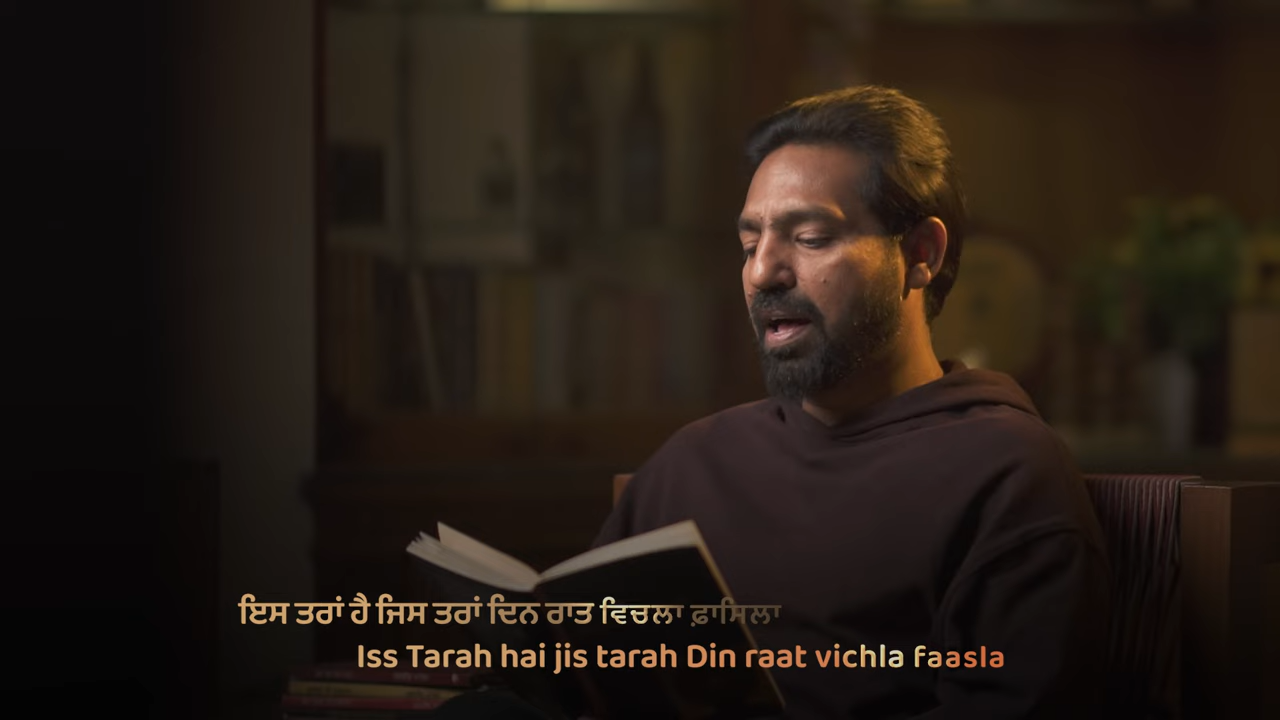 ਇਸ ਤਰਾਂ ਹੈ ਜਿਸ ਤਰਾਂ ਦਿਨ ਰਾਤ ਵਿਚਲਾ ਫ਼ਾਸਿਲਾ
Iss Tarah hai jis tarah Din raat vichla faasla